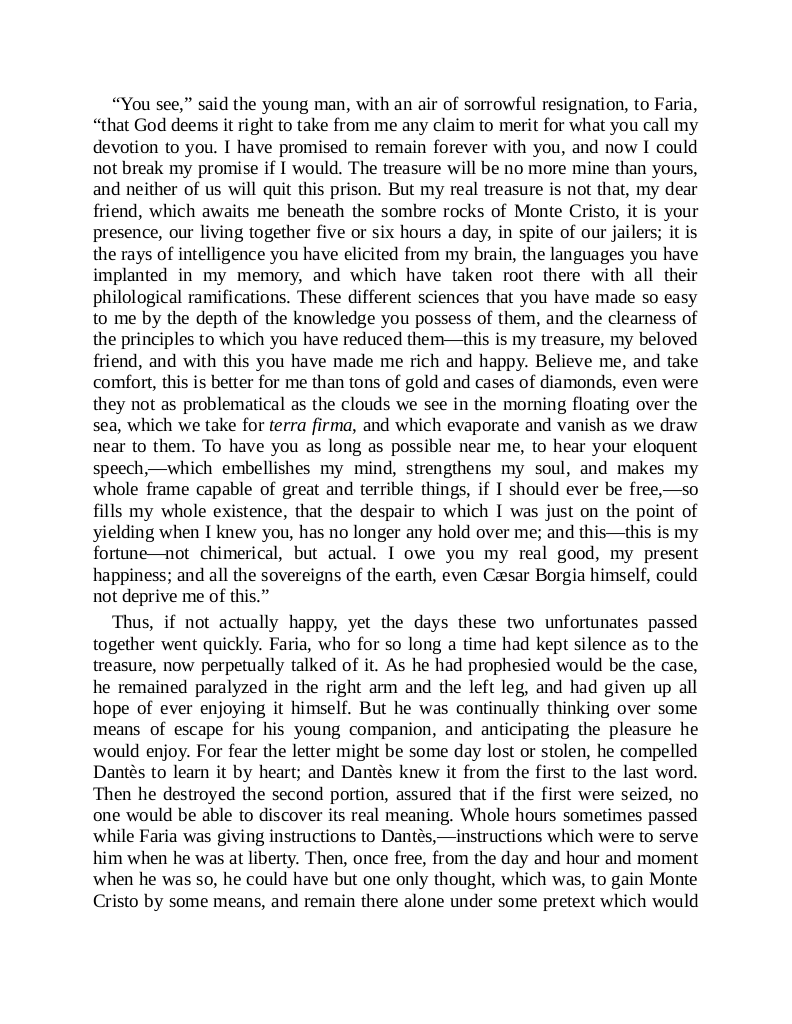 “You see,” said the young man, with an air of sorrowful resignation, to Faria,
“that God deems it right to take from me any claim to merit for what you call my
devotion to you. I have promised to remain forever with you, and now I could
not break my promise if I would. The treasure will be no more mine than yours,
and neither of us will quit this prison. But my real treasure is not that, my dear
friend, which awaits me beneath the sombre rocks of Monte Cristo, it is your
presence, our living together five or six hours a day, in spite of our jailers; it is
the rays of intelligence you have elicited from my brain, the languages you have
implanted in my memory, and which have taken root there with all their
philological ramifications. These different sciences that you have made so easy
to me by the depth of the knowledge you possess of them, and the clearness of
the principles to which you have reduced them—this is my treasure, my beloved
friend, and with this you have made me rich and happy. Believe me, and take
comfort, this is better for me than tons of gold and cases of diamonds, even were
they not as problematical as the clouds we see in the morning floating over the
sea, which we take for terra firma, and which evaporate and vanish as we draw
near to them. To have you as long as possible near me, to hear your eloquent
speech,—which embellishes my mind, strengthens my soul, and makes my
whole frame capable of great and terrible things, if I should ever be free,—so
fills my whole existence, that the despair to which I was just on the point of
yielding when I knew you, has no longer any hold over me; and this—this is my
fortune—not chimerical, but actual. I owe you my real good, my present
happiness; and all the sovereigns of the earth, even Cæsar Borgia himself, could
not deprive me of this.”
Thus, if not actually happy, yet the days these two unfortunates passed
together went quickly. Faria, who for so long a time had kept silence as to the
treasure, now perpetually talked of it. As he had prophesied would be the case,
he remained paralyzed in the right arm and the left leg, and had given up all
hope of ever enjoying it himself. But he was continually thinking over some
means of escape for his young companion, and anticipating the pleasure he
would enjoy. For fear the letter might be some day lost or stolen, he compelled
Dantès to learn it by heart; and Dantès knew it from the first to the last word.
Then he destroyed the second portion, assured that if the first were seized, no
one would be able to discover its real meaning. Whole hours sometimes passed
while Faria was giving instructions to Dantès,—instructions which were to serve
him when he was at liberty. Then, once free, from the day and hour and moment
when he was so, he could have but one only thought, which was, to gain Monte
Cristo by some means, and remain there alone under some pretext which would